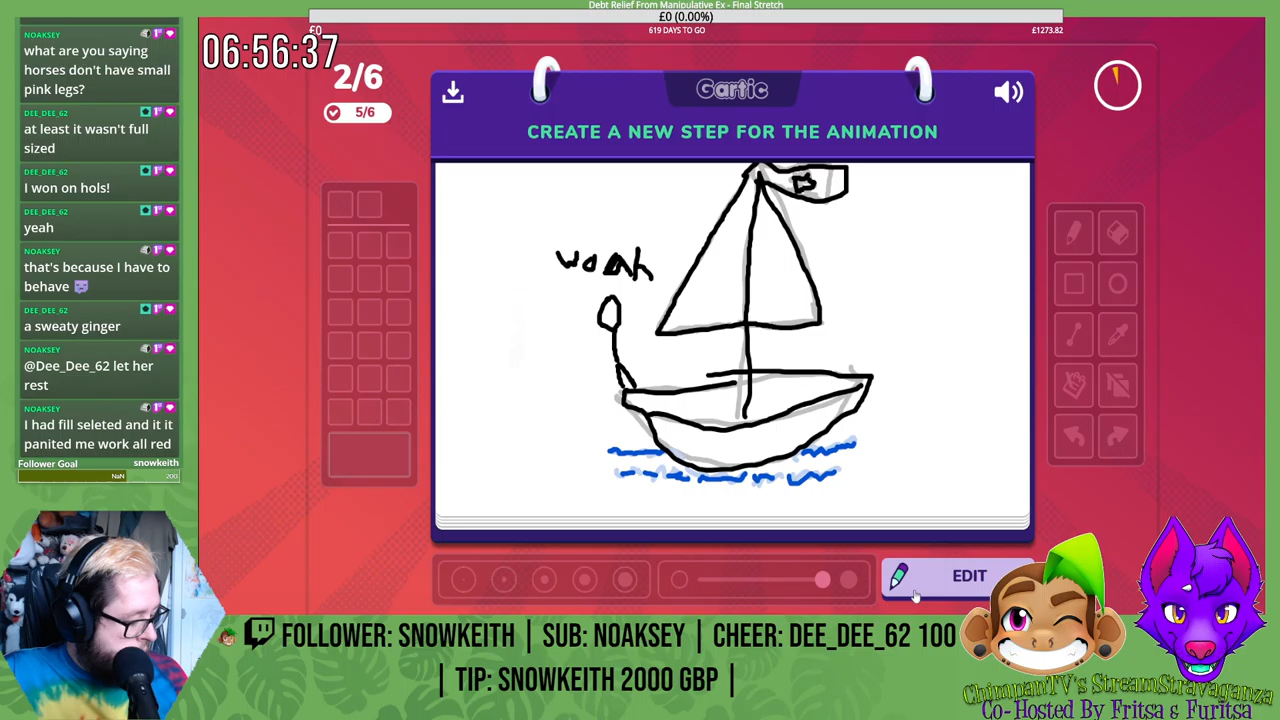 Debt Relief From Manipulative Ex - Final Stretch
£0 (0.00%)
£0
619 DAYS TO GO
£1273.82
06:56:37
NOAKSEY
what are you saying
horses don't have small
pink legs?
DEE_DEE_62
at least it wasn't full
sized
DEE_DEE_62
I won on hols!
DEE_DEE_62
yeah
NOAKSEY
that's because I have to
behave
DEE_DEE_62
a sweaty ginger
NOAKSEY
@Dee_Dee_62 let her
rest
NOAKSEY
I had fill seleted and it it
panited me work all red
Follower Goal snowkeith
NaN 200
2/6
5/6
Gartic
CREATE A NEW STEP FOR THE ANIMATION
woah
EDIT
FOLLOWER: SNOWKEITH | SUB: NOAKSEY | CHEER: DEE_DEE_62 100
| TIP: SNOWKEITH 2000 GBP |
ChimpanTV's StreamStravaganza
Co-Hosted By Fritsa & Furitsa